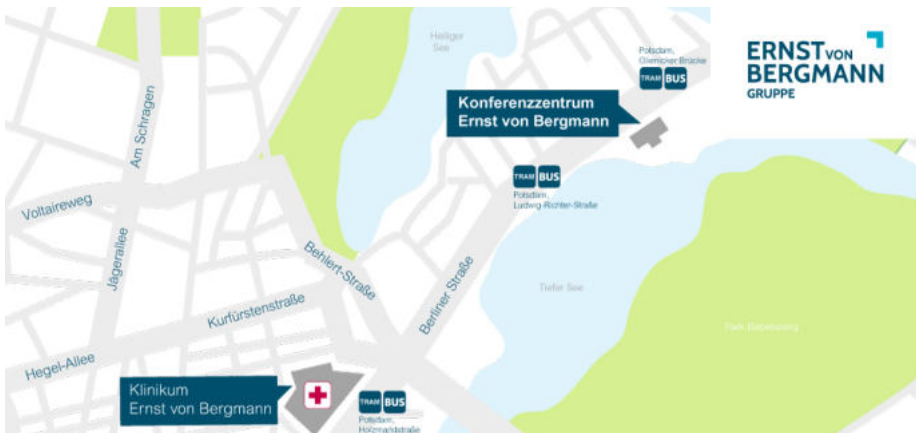 Heiliger
See
Potsdam,
Glienicker Brücke
TRAM BUS
ERNST VON
BERGMANN
GRUPPE
Konferenzzentrum
Ernst von Bergmann
Am Schragen
TRAM BUS
Potsdam,
Ludwig-Richter-Straße
Voltaireweg
Jägerallee
Behlert-Straße
Berliner Straße
Tiefer See
Kurfürstenstraße
Park Babelsberg
Hegel-Allee
Klinikum
Ernst von Bergmann
TRAM BUS
Potsdam,
Holzmarktstraße